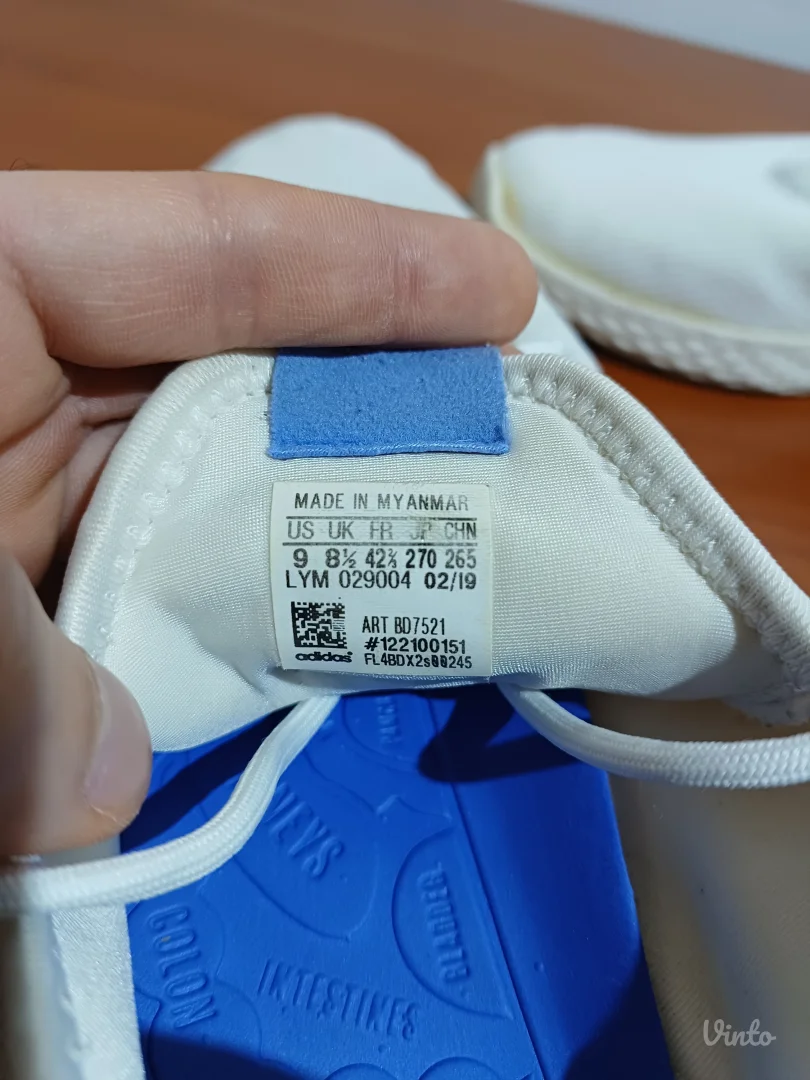 MADE IN MYANMAR
US UK FR JP CHN
9 8½ 42⅔ 270 265
LYM 029004 02/19
ART BD7521
#122100151
adidas FL4BDX2s00245
BLADDER
COLON
INTESTINES
Vinto